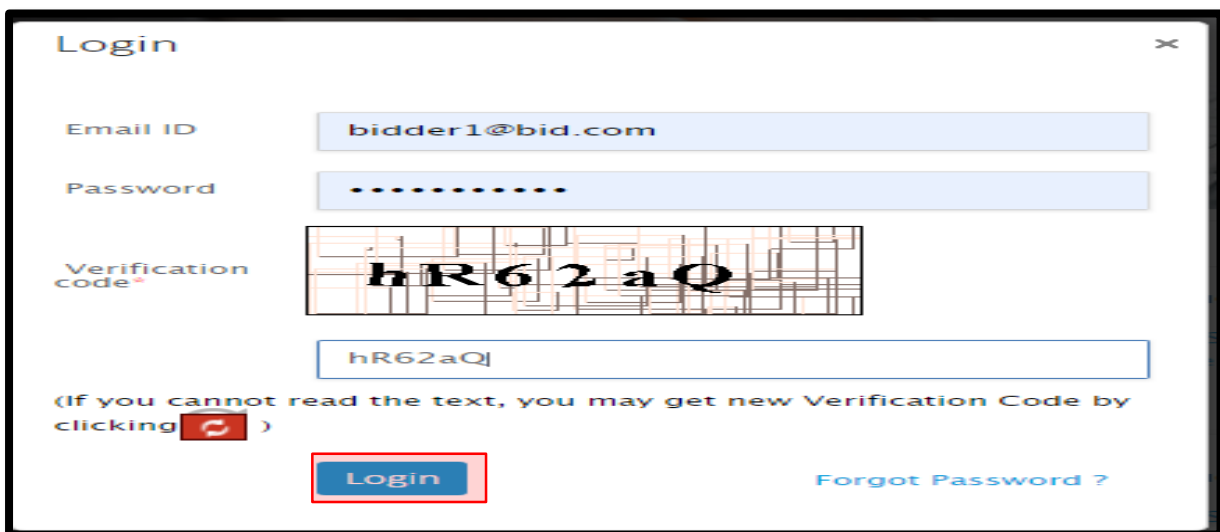 Login ×
Email ID bidder1@bid.com
Password •••••••••••
Verification
code* hR62aQ
hR62aQ
(If you cannot read the text, you may get new Verification Code by
clicking )
Login Forgot Password ?